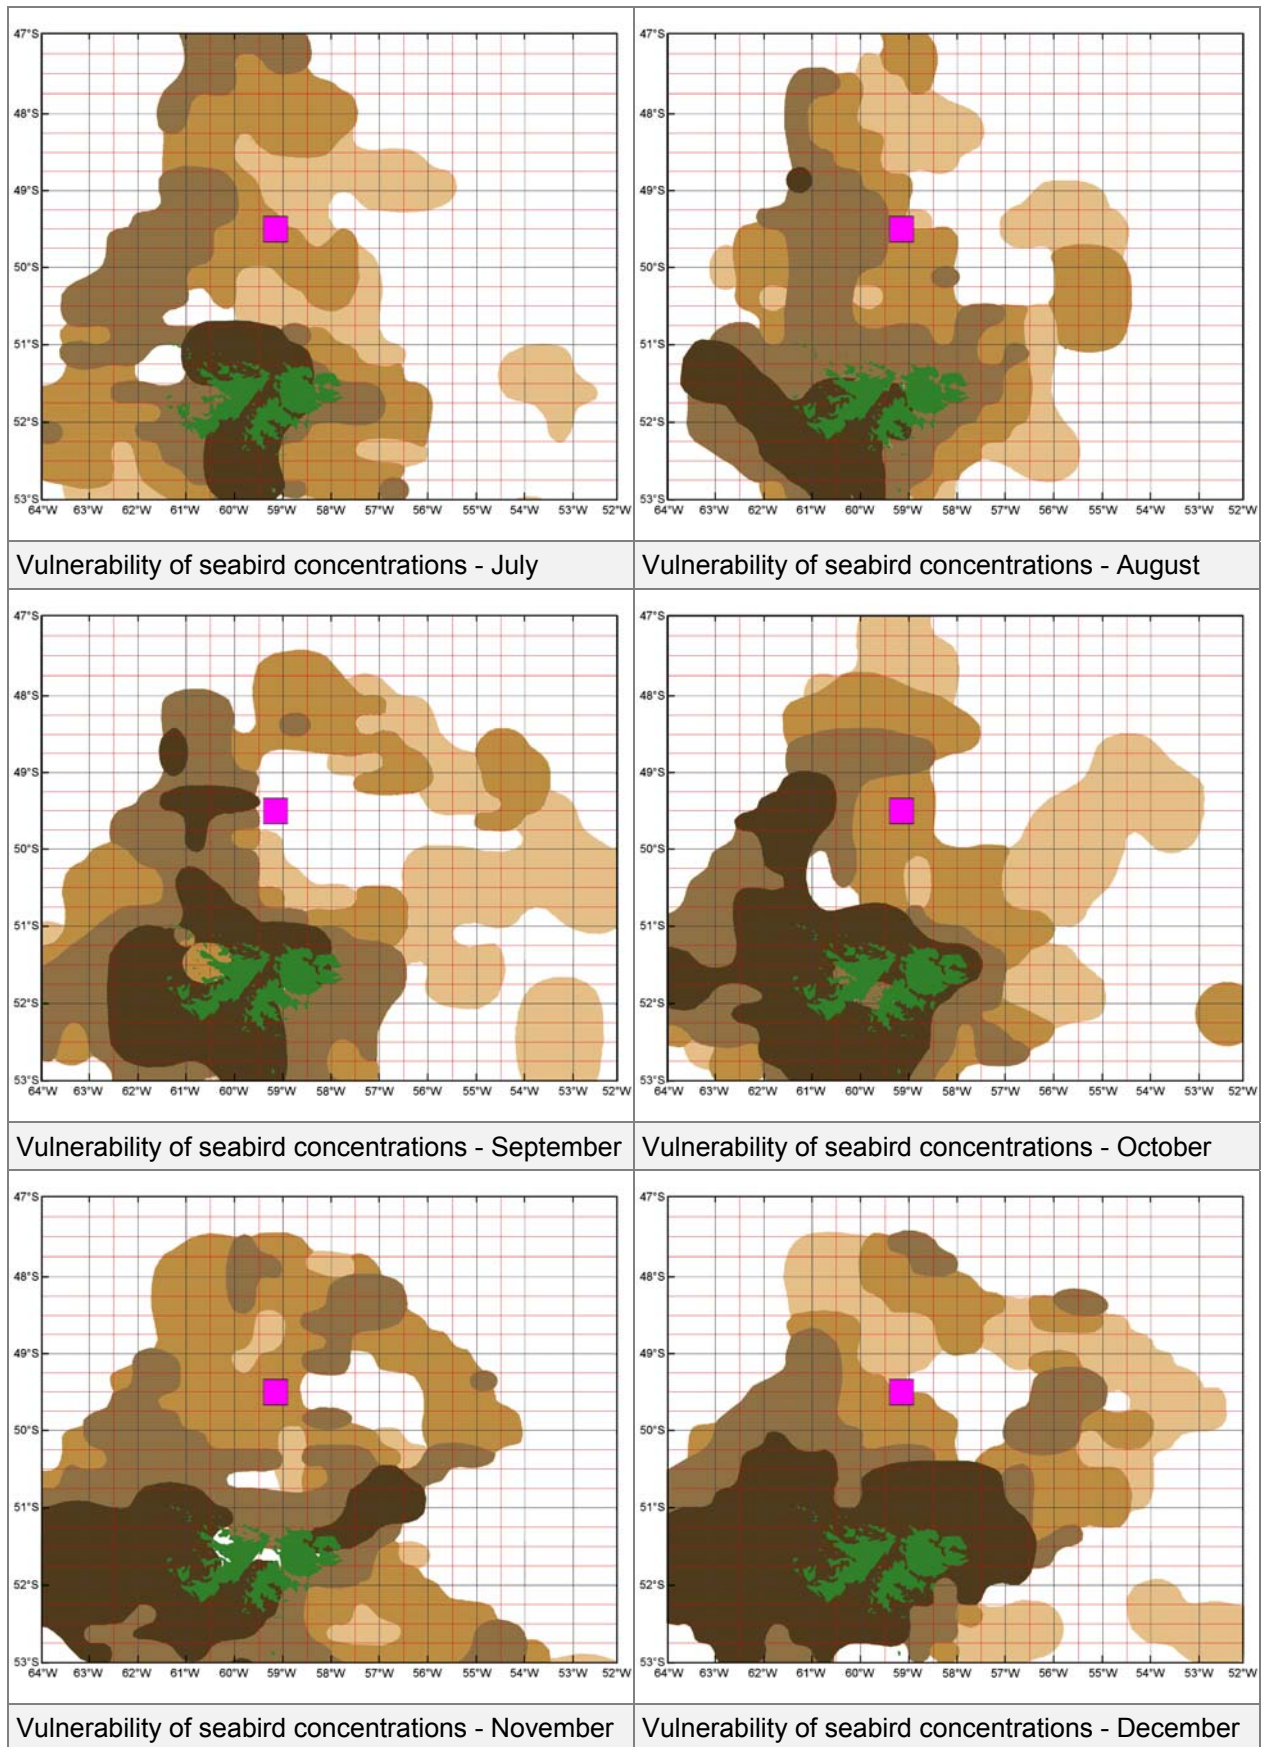 47°S
48°S
49°S
50°S
51°S
52°S
53°S
64°W 63°W 62°W 61°W 60°W 59°W 58°W 57°W 56°W 55°W 54°W 53°W 52°W
47°S
48°S
49°S
50°S
51°S
52°S
53°S
64°W 63°W 62°W 61°W 60°W 59°W 58°W 57°W 56°W 55°W 54°W 53°W 52°W
Vulnerability of seabird concentrations - July
Vulnerability of seabird concentrations - August
47°S
48°S
49°S
50°S
51°S
52°S
53°S
64°W 63°W 62°W 61°W 60°W 59°W 58°W 57°W 56°W 55°W 54°W 53°W 52°W
47°S
48°S
49°S
50°S
51°S
52°S
53°S
64°W 63°W 62°W 61°W 60°W 59°W 58°W 57°W 56°W 55°W 54°W 53°W 52°W
Vulnerability of seabird concentrations - September
Vulnerability of seabird concentrations - October
47°S
48°S
49°S
50°S
51°S
52°S
53°S
64°W 63°W 62°W 61°W 60°W 59°W 58°W 57°W 56°W 55°W 54°W 53°W 52°W
47°S
48°S
49°S
50°S
51°S
52°S
53°S
64°W 63°W 62°W 61°W 60°W 59°W 58°W 57°W 56°W 55°W 54°W 53°W 52°W
Vulnerability of seabird concentrations - November
Vulnerability of seabird concentrations - December